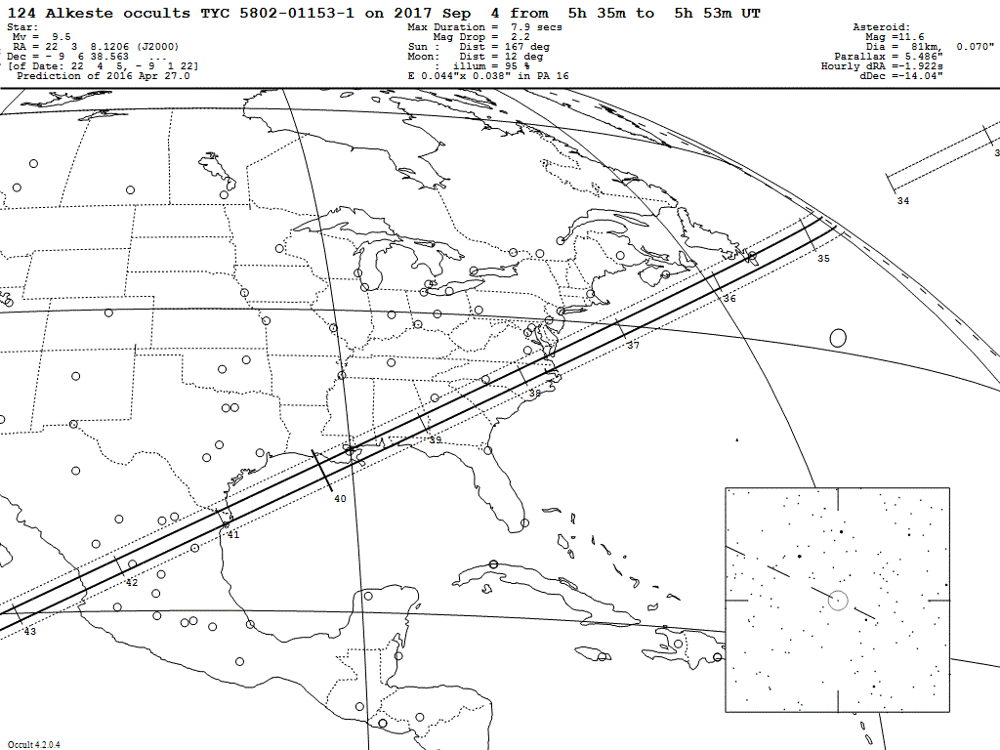 124 Alkeste occults TYC 5802-01153-1 on 2017 Sep  4 from  5h 35m to  5h 53m UT
Star:
Mv =  9.5
RA = 22  3  8.1206 (J2000)
Dec = - 9  6 38.563   ...
[of Date: 22  4  5, - 9  1 22]
Prediction of 2016 Apr 27.0
Max Duration =  7.9 secs
Mag Drop =  2.2
Sun :   Dist = 167 deg
Moon:   Dist = 12 deg
:  illum = 95 %
E 0.044"x 0.038" in PA 16
Asteroid:
Mag =11.6
Dia =  81km,  0.070"
Parallax = 5.486"
Hourly dRA =-1.922s
dDec =-14.04"
3
34
35
36
37
38
39
40
41
42
43
Occult 4.2.0.4